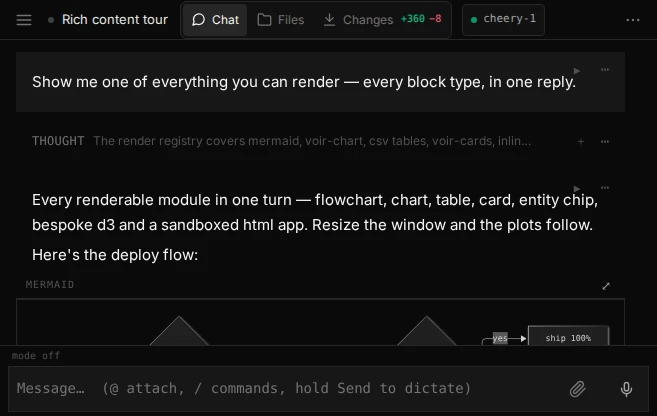 Rich content tour
Chat
Files
Changes +360 −8
cheery-1
Show me one of everything you can render — every block type, in one reply.
THOUGHT The render registry covers mermaid, voir-chart, csv tables, voir-cards, inlin...
Every renderable module in one turn — flowchart, chart, table, card, entity chip,
bespoke d3 and a sandboxed html app. Resize the window and the plots follow.
Here's the deploy flow:
MERMAID
yes
ship 100%
mode off
Message… (@ attach, / commands, hold Send to dictate)